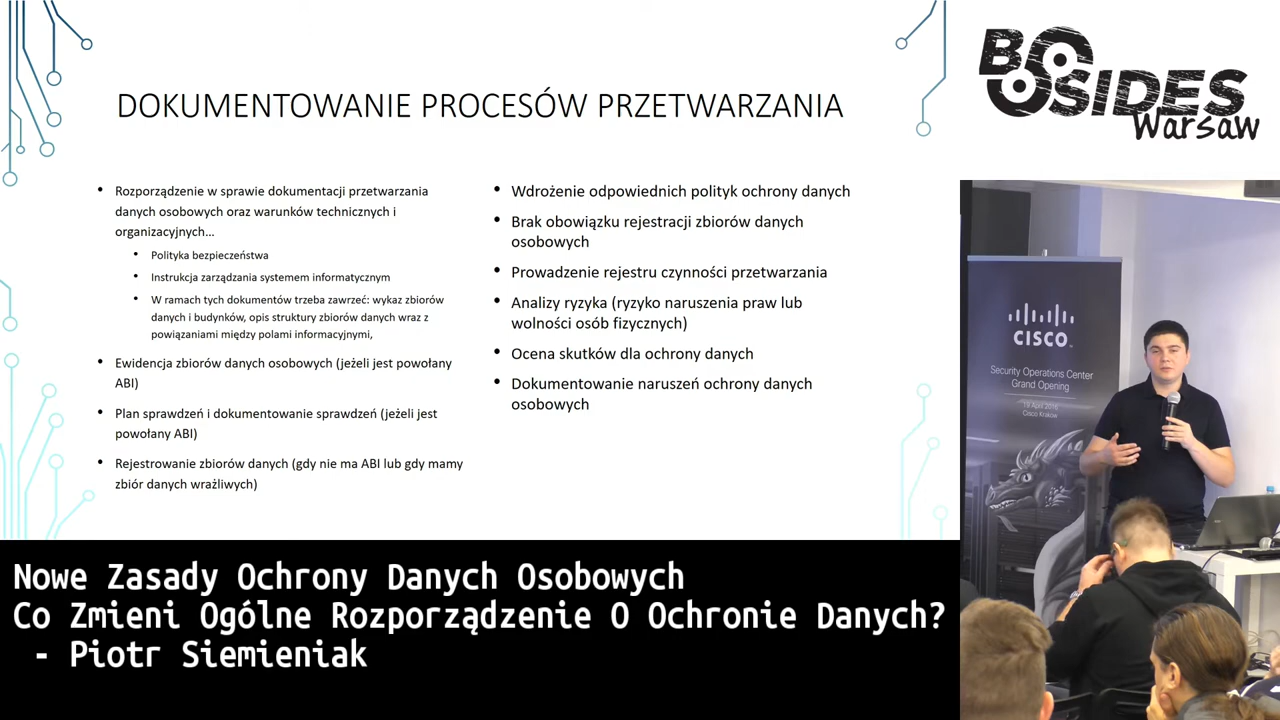 DOKUMENTOWANIE PROCESÓW PRZETWARZANIA
• Rozporządzenie w sprawie dokumentacji przetwarzania
danych osobowych oraz warunków technicznych i
organizacyjnych…
• Polityka bezpieczeństwa
• Instrukcja zarządzania systemem informatycznym
• W ramach tych dokumentów trzeba zawrzeć: wykaz zbiorów
danych i budynków, opis struktury zbiorów danych wraz z
powiązaniami między polami informacyjnymi,
• Ewidencja zbiorów danych osobowych (jeżeli jest powołany
ABI)
• Plan sprawdzeń i dokumentowanie sprawdzeń (jeżeli jest
powołany ABI)
• Rejestrowanie zbiorów danych (gdy nie ma ABI lub gdy mamy
zbiór danych wrażliwych)
• Wdrożenie odpowiednich polityk ochrony danych
• Brak obowiązku rejestracji zbiorów danych
osobowych
• Prowadzenie rejestru czynności przetwarzania
• Analizy ryzyka (ryzyko naruszenia praw lub
wolności osób fizycznych)
• Ocena skutków dla ochrony danych
• Dokumentowanie naruszeń ochrony danych
osobowych
BSIDES
Warsaw
CISCO
Security Operations Center
Grand Opening
19 April 2016
Cisco Krakow
Nowe Zasady Ochrony Danych Osobowych
Co Zmieni Ogólne Rozporządzenie O Ochronie Danych?
- Piotr Siemieniak